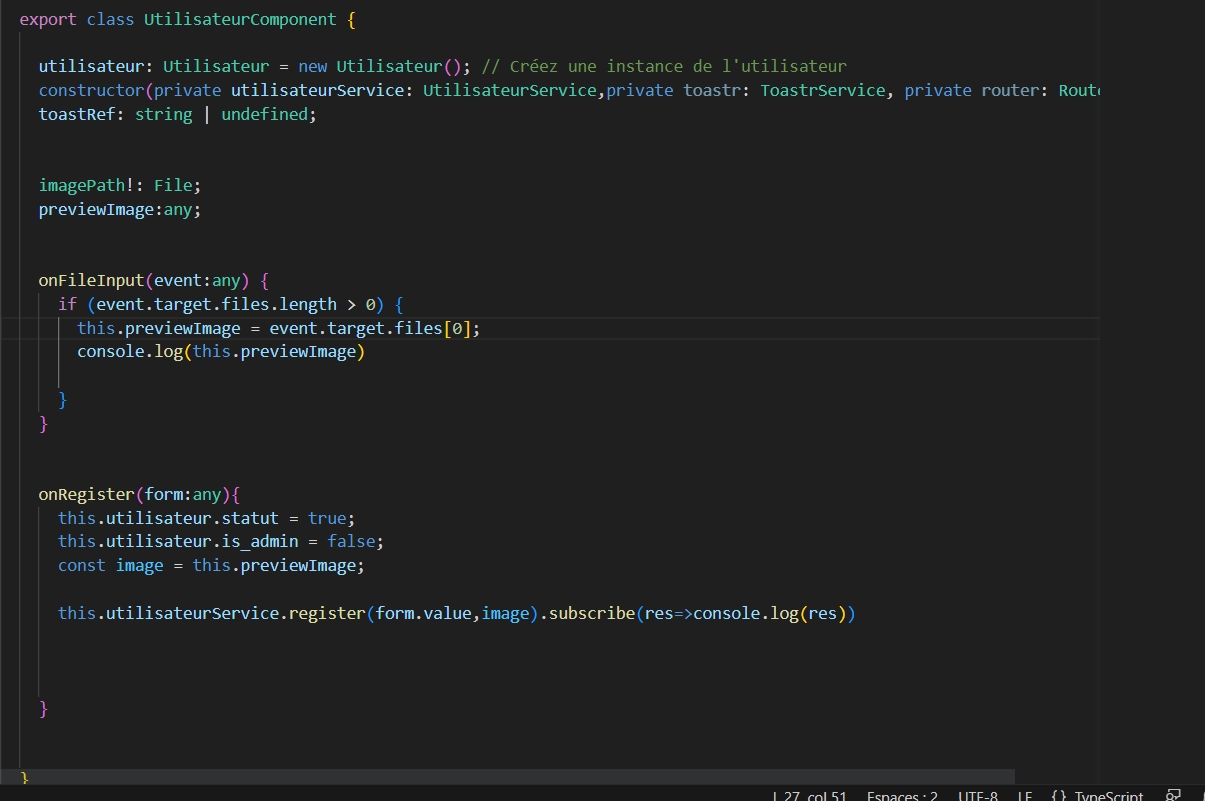 export class UtilisateurComponent {
utilisateur: Utilisateur = new Utilisateur(); // Créez une instance de l'utilisateur
constructor(private utilisateurService: UtilisateurService,private toastr: ToastrService, private router:
toastRef: string | undefined;
imagePath!: File;
previewImage:any;
onFileInput(event:any) {
if (event.target.files.length > 0) {
this.previewImage = event.target.files[0];
console.log(this.previewImage)
}
}
onRegister(form:any){
this.utilisateur.statut = true;
this.utilisateur.is_admin = false;
const image = this.previewImage;
this.utilisateurService.register(form.value,image).subscribe(res=>console.log(res))
}
}
L 27, col 51 Espaces : 2 UTF-8 LF {} TypeScript